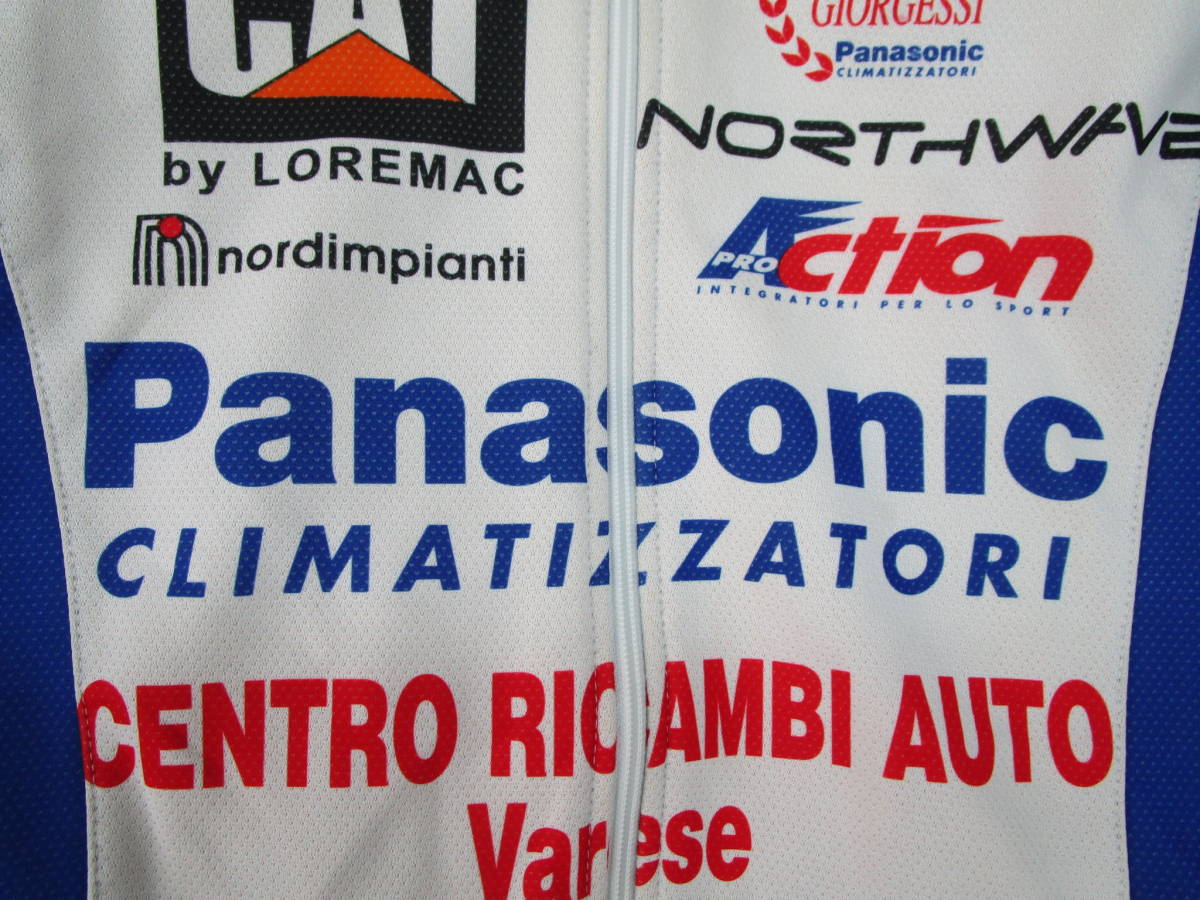 CAT
by LOREMAC
nordimpianti
GIORGESSI
Panasonic
CLIMATIZZATORI
NORTHWAVE
PRO Action
INTEGRATORI PER LO SPORT
Panasonic
CLIMATIZZATORI
CENTRO RICAMBI AUTO
Varese